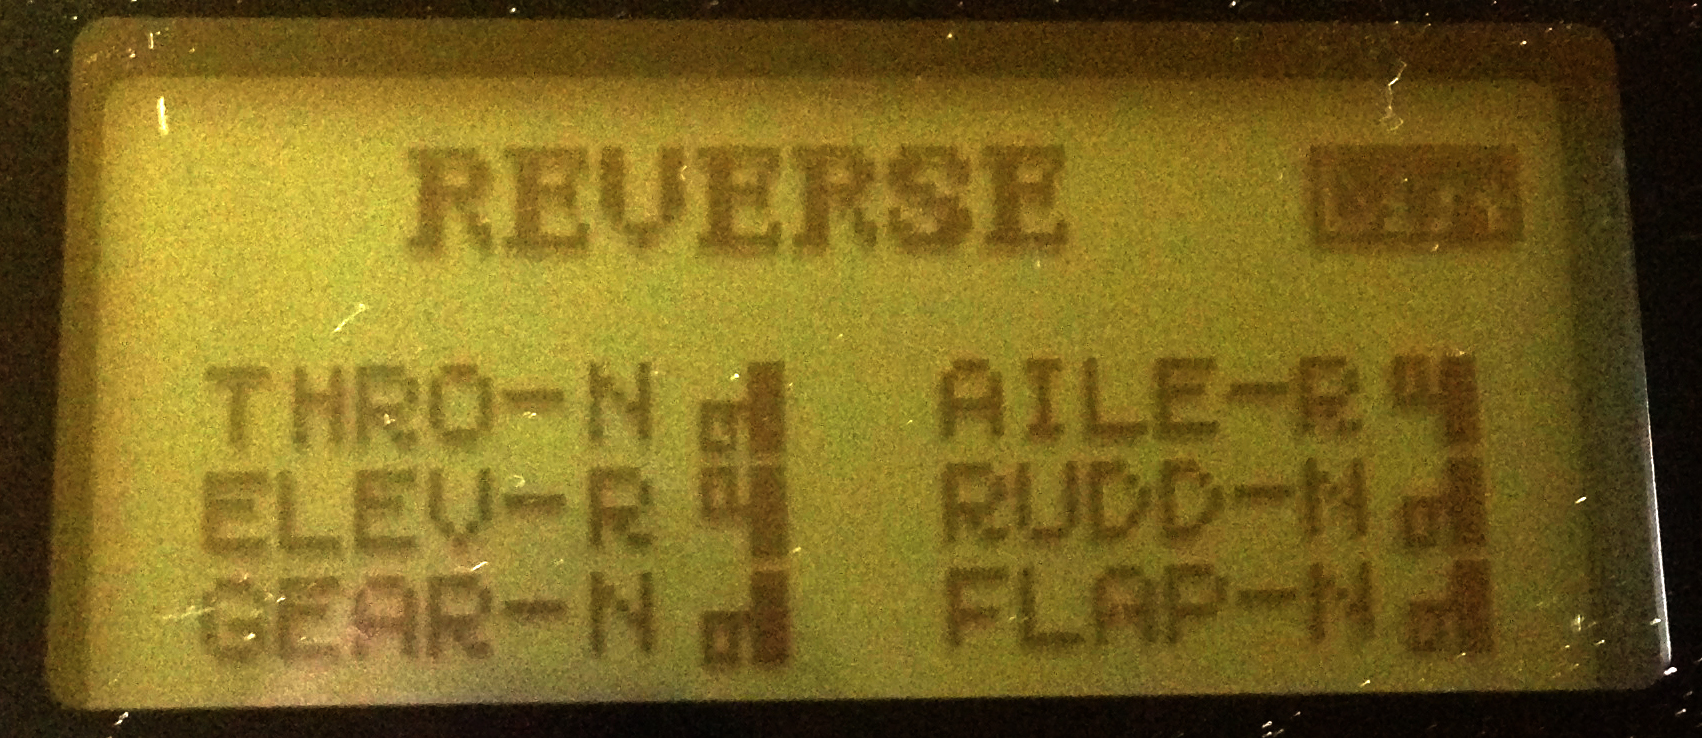 REVERSE
THRO-N AILE-R
ELEV-R RUDD-N
GEAR-N FLAP-N